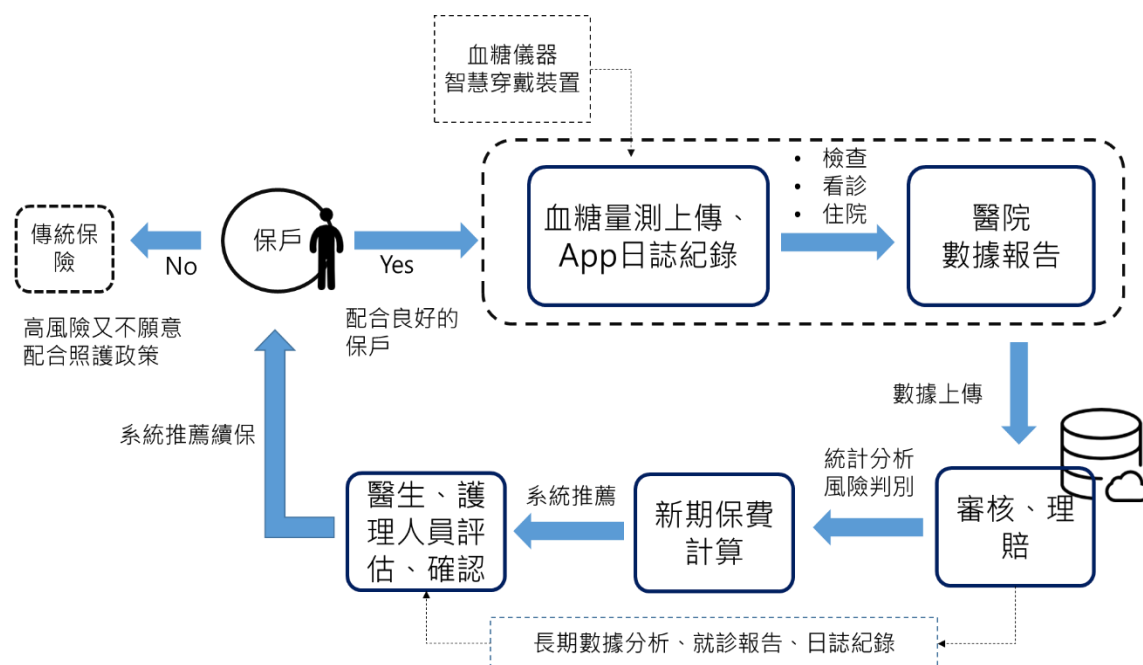 血糖儀器
智慧穿戴裝置
• 檢查
• 看診
• 住院
血糖量測上傳、
App日誌紀錄
醫院
數據報告
傳統保
險
No
保戶
Yes
高風險又不願意
配合照護政策
配合良好的
保戶
數據上傳
系統推薦續保
統計分析
風險判別
醫生、護
理人員評
估、確認
系統推薦
新期保費
計算
審核、理
賠
長期數據分析、就診報告、日誌紀錄